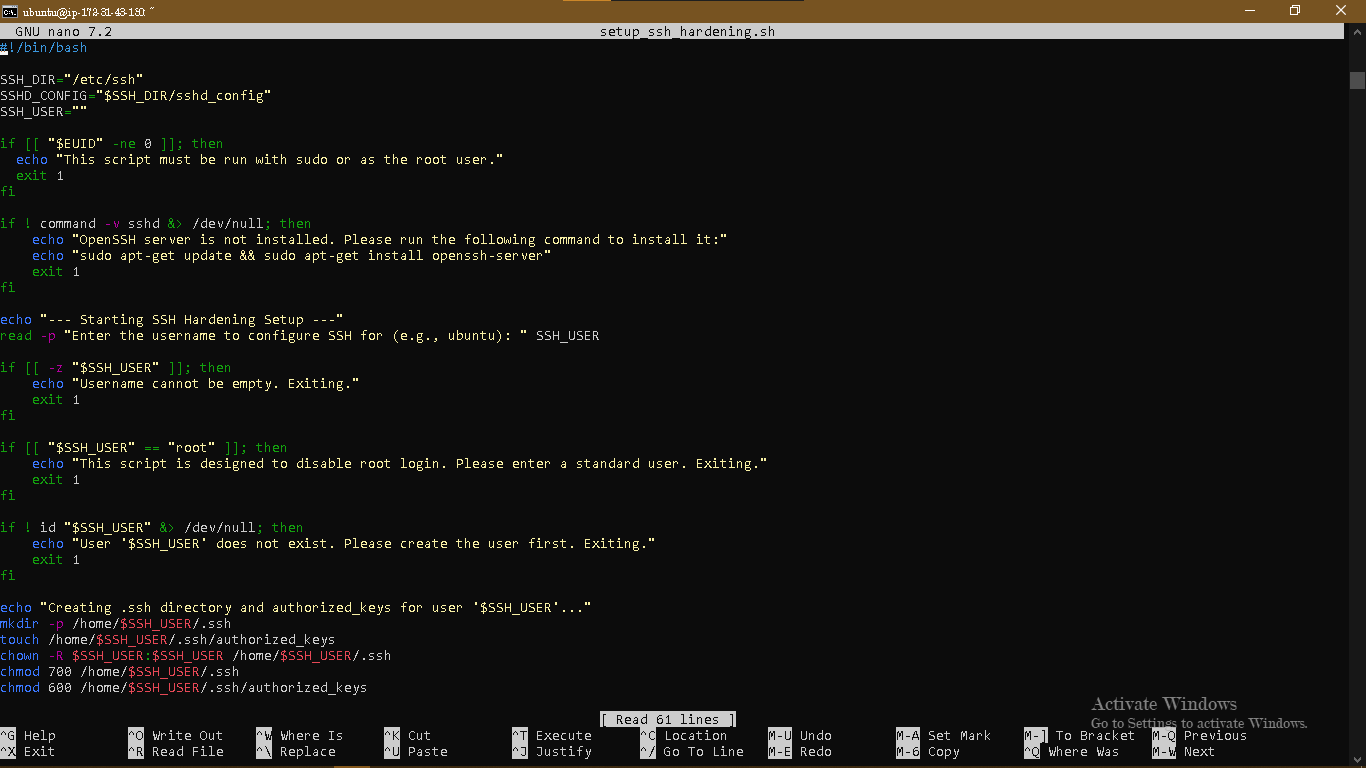 ubuntu@ip-172-31-43-130: ~
GNU nano 7.2 setup_ssh_hardening.sh
#!/bin/bash
SSH_DIR="/etc/ssh"
SSHD_CONFIG="$SSH_DIR/sshd_config"
SSH_USER=""
if [[ "$EUID" -ne 0 ]]; then
  echo "This script must be run with sudo or as the root user."
  exit 1
fi
if ! command -v sshd &> /dev/null; then
    echo "OpenSSH server is not installed. Please run the following command to install it:"
    echo "sudo apt-get update && sudo apt-get install openssh-server"
    exit 1
fi
echo "--- Starting SSH Hardening Setup ---"
read -p "Enter the username to configure SSH for (e.g., ubuntu): " SSH_USER
if [[ -z "$SSH_USER" ]]; then
    echo "Username cannot be empty. Exiting."
    exit 1
fi
if [[ "$SSH_USER" == "root" ]]; then
    echo "This script is designed to disable root login. Please enter a standard user. Exiting."
    exit 1
fi
if ! id "$SSH_USER" &> /dev/null; then
    echo "User '$SSH_USER' does not exist. Please create the user first. Exiting."
    exit 1
fi
echo "Creating .ssh directory and authorized_keys for user '$SSH_USER'..."
mkdir -p /home/$SSH_USER/.ssh
touch /home/$SSH_USER/.ssh/authorized_keys
chown -R $SSH_USER:$SSH_USER /home/$SSH_USER/.ssh
chmod 700 /home/$SSH_USER/.ssh
chmod 600 /home/$SSH_USER/.ssh/authorized_keys
Activate Windows
[ Read 61 lines ]
Go to Settings to activate Windows.
^G Help ^O Write Out ^W Where Is ^K Cut ^T Execute ^C Location M-U Undo M-A Set Mark M-] To Bracket M-Q Previous
^X Exit ^R Read File ^\ Replace ^U Paste ^J Justify ^/ Go To Line M-E Redo M-6 Copy ^Q Where Was M-W Next